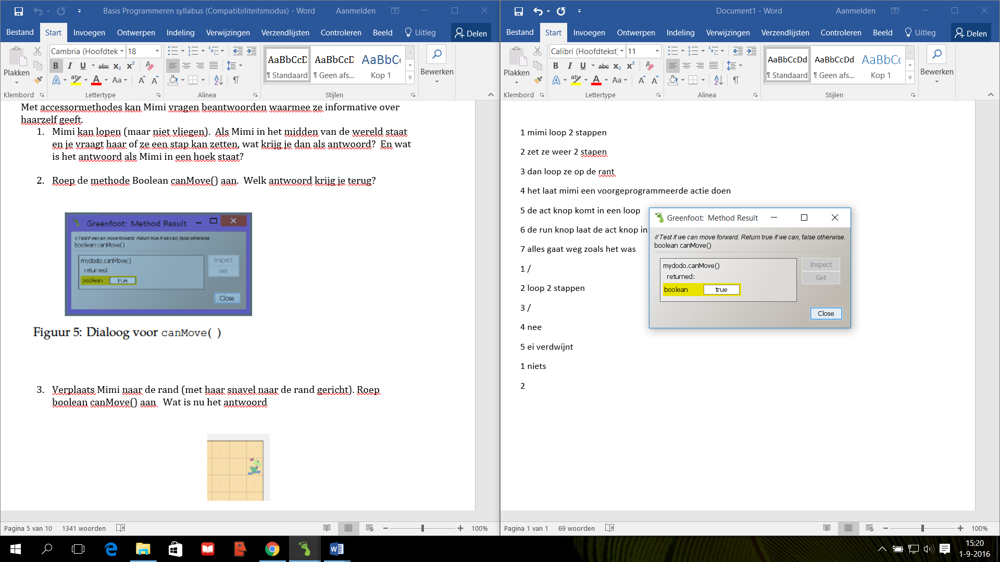 Basis Programmeren syllabus (Compatibiliteitsmodus) - Word Aanmelden
Bestand Start Invoegen Ontwerpen Indeling Verwijzingen Verzendlijsten Controleren Beeld Uitleg Delen
Plakken
Cambria (Hoofdtek 18
B I U abc x₂ x²
A A Aa A A
AaBbCcD AaBbCcD AaBbCc
¶ Standaard ¶ Geen afs... Kop 1
Bewerken
Klembord Lettertype Alinea Stijlen
Met accessormethodes kan Mimi vragen beantwoorden waarmee ze informative over
haarzelf geeft.
1. Mimi kan lopen (maar niet vliegen). Als Mimi in het midden van de wereld staat
en je vraagt haar of ze een stap kan zetten, wat krijg je dan als antwoord? En wat
is het antwoord als Mimi in een hoek staat?
2. Roep de methode Boolean canMove() aan. Welk antwoord krijg je terug?
Greenfoot: Method Result
// Test if we can move forward. Return true if we can, false otherwise.
boolean canMove()
mydodo.canMove()
returned:
boolean true
Inspect
Get
Close
Figuur 5: Dialoog voor canMove( )
3. Verplaats Mimi naar de rand (met haar snavel naar de rand gericht). Roep
boolean canMove() aan Wat is nu het antwoord
Pagina 5 van 10 1341 woorden 100%
Document1 - Word Aanmelden
Bestand Start Invoegen Ontwerpen Indeling Verwijzingen Verzendlijsten Controleren Beeld Uitleg Delen
Plakken
Calibri (Hoofdtekst) 11
B I U abc x₂ x²
A A Aa A A
AaBbCcDd AaBbCcDd AaBbCc
¶ Standaard ¶ Geen afs... Kop 1
Bewerken
Klembord Lettertype Alinea Stijlen
1 mimi loop 2 stappen
2 zet ze weer 2 stapen
3 dan loop ze op de rant
4 het laat mimi een voorgeprogrammeerde actie doen
5 de act knop komt in een loop
6 de run knop laat de act knop in
7 alles gaat weg zoals het was
1 /
2 loop 2 stappen
3 /
4 nee
5 ei verdwijnt
1 niets
2
Greenfoot: Method Result
// Test if we can move forward. Return true if we can, false otherwise.
boolean canMove()
mydodo.canMove()
returned:
boolean true
Inspect
Get
Close
Pagina 1 van 1 69 woorden 100%
15:20
1-9-2016